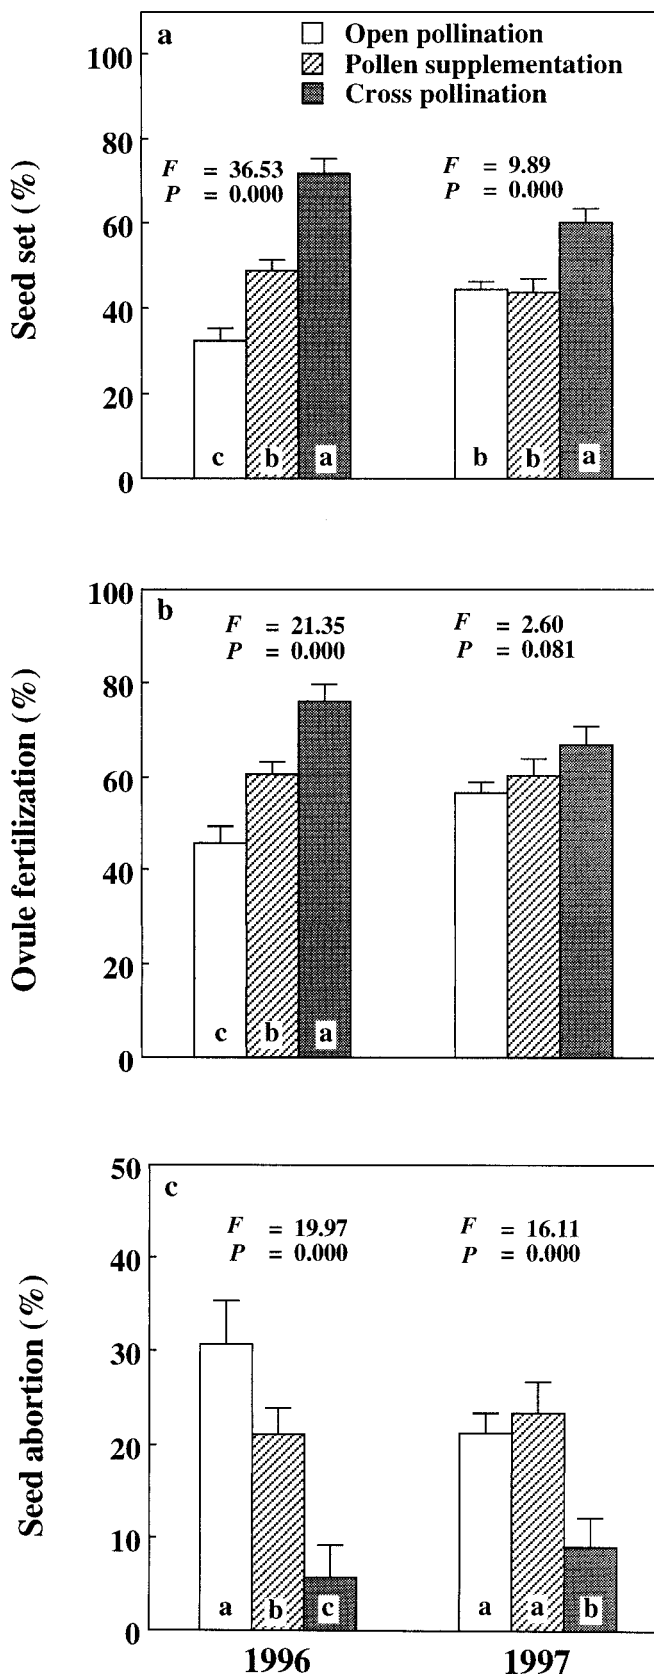 a
Open pollination
Pollen supplementation
Cross pollination
Seed set (%)
100
80
60
40
20
0
F = 36.53
P = 0.000
F = 9.89
P = 0.000
c b a b b a
b
Ovule fertilization (%)
100
80
60
40
20
0
F = 21.35
P = 0.000
F = 2.60
P = 0.081
c b a
c
Seed abortion (%)
50
40
30
20
10
0
F = 19.97
P = 0.000
F = 16.11
P = 0.000
a b c a a b
1996 1997